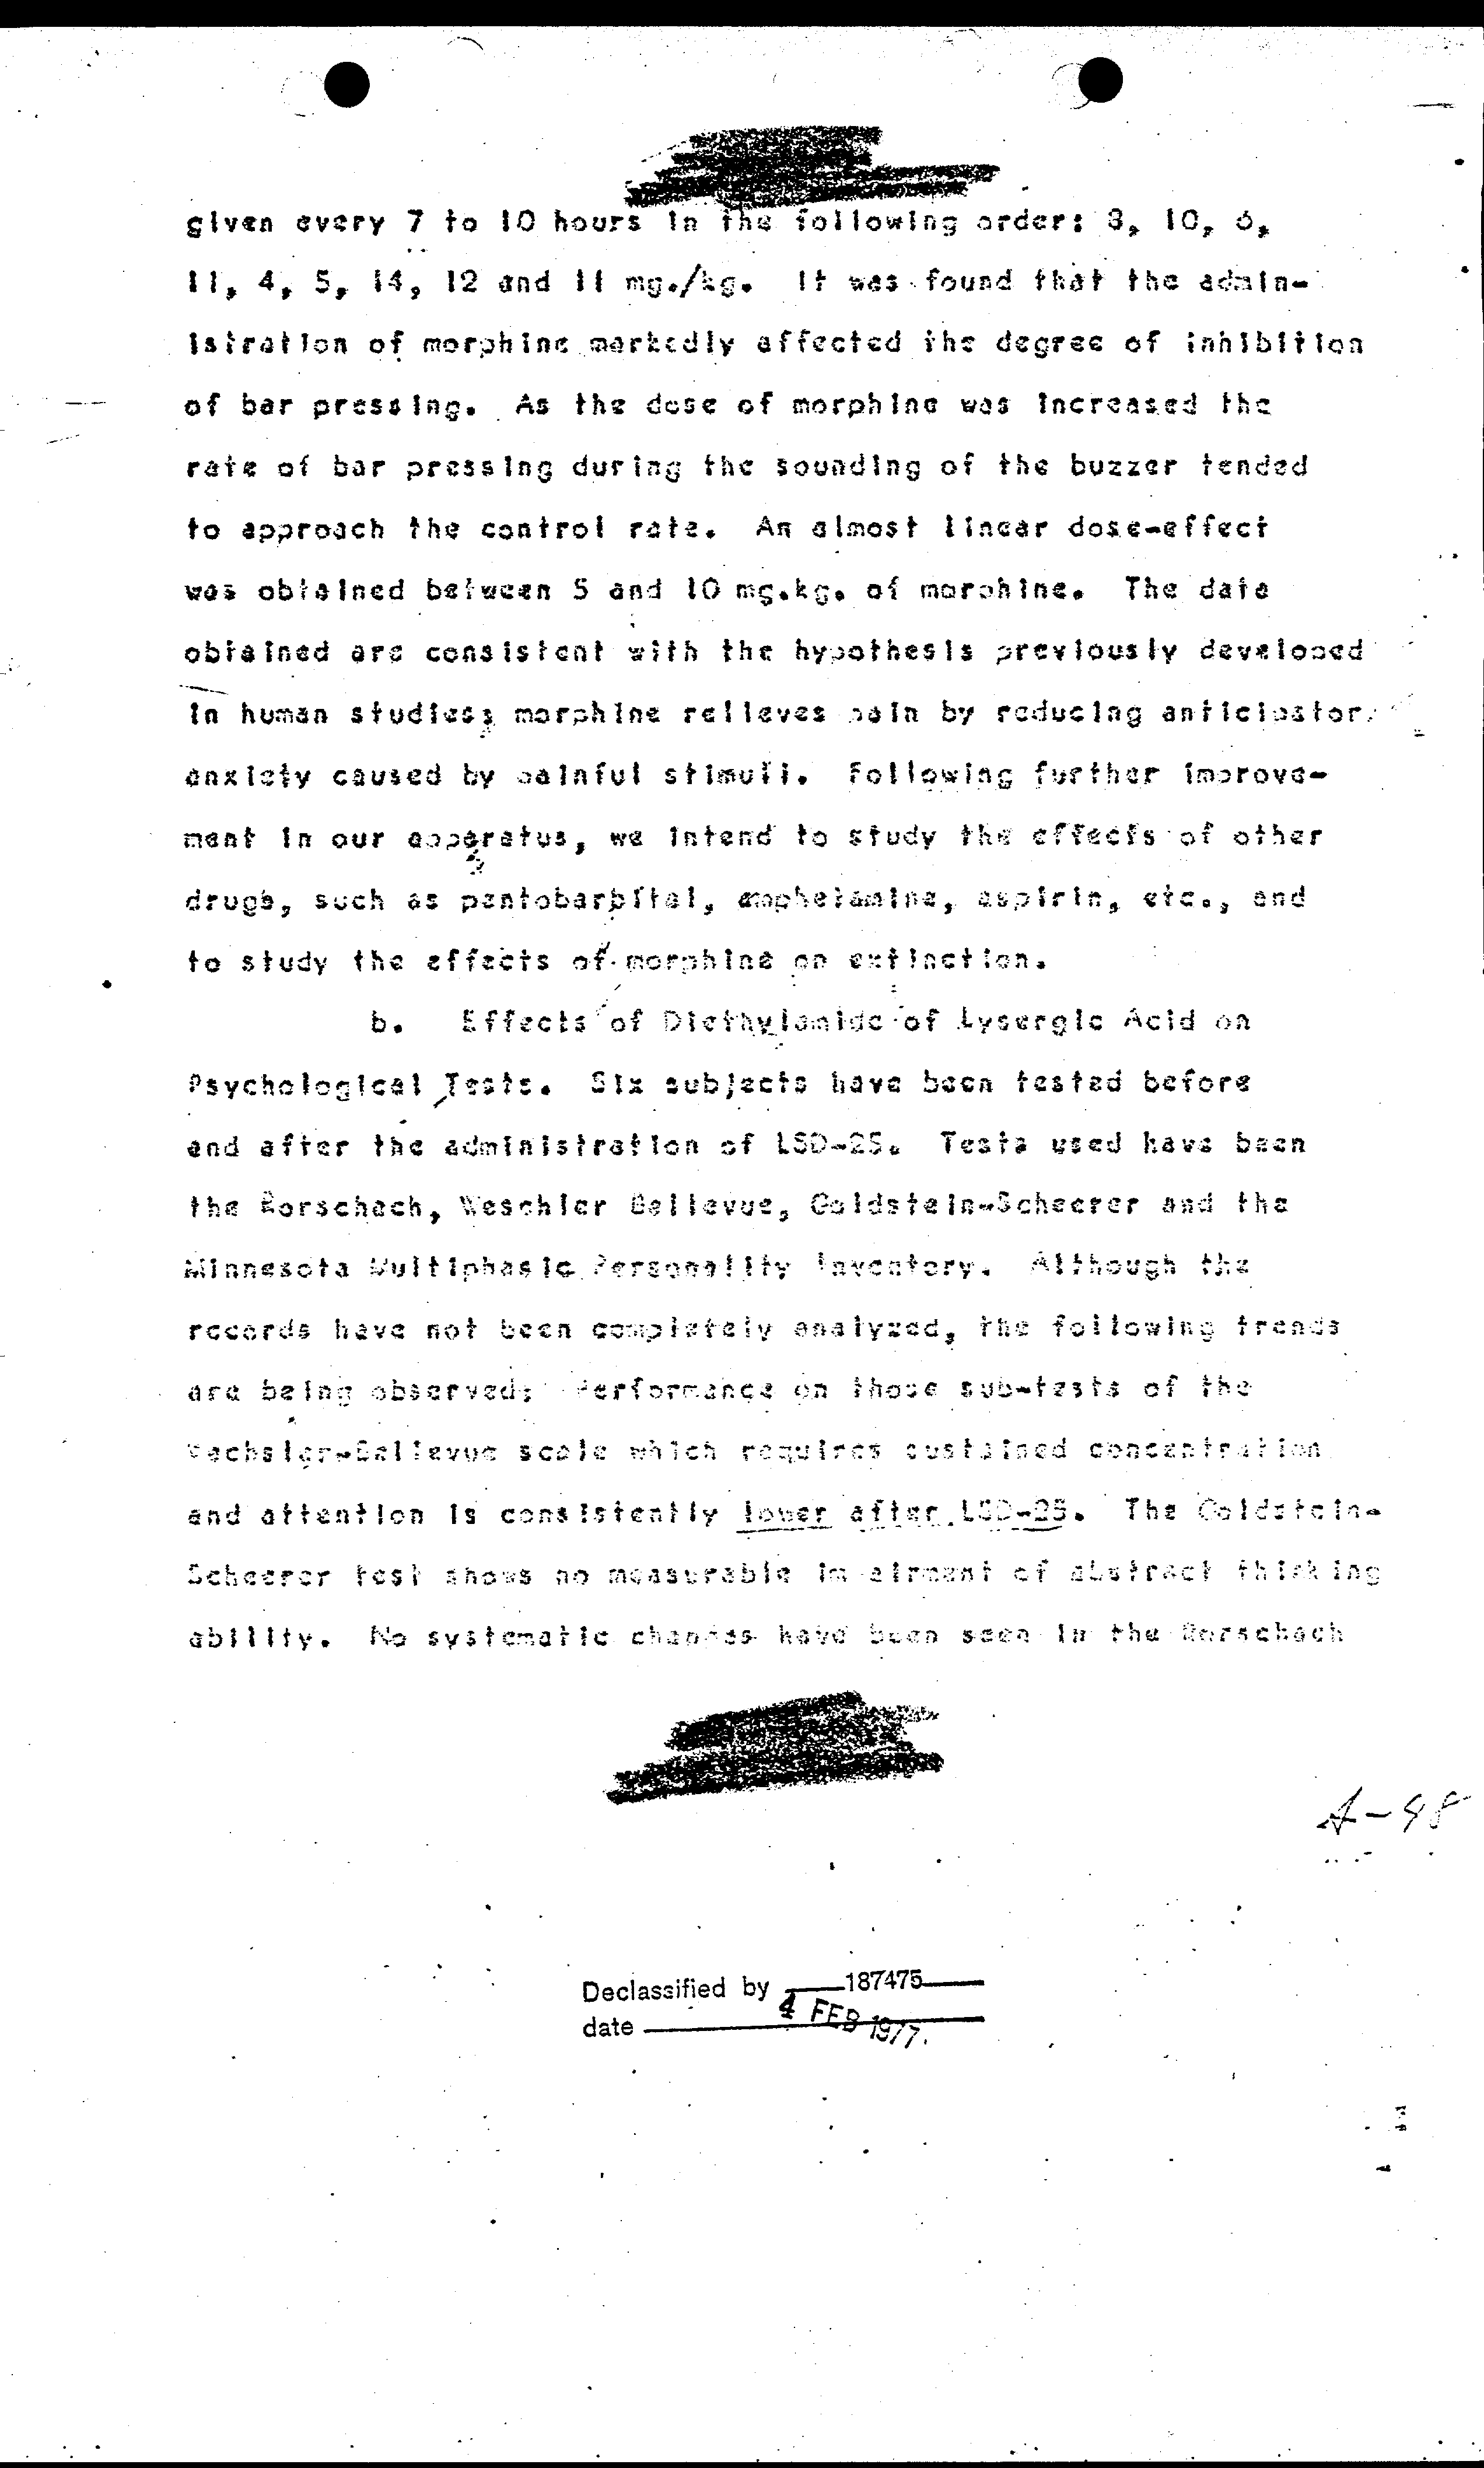 given every 7 to 10 hours in the following order: 8, 10, 6,
11, 4, 5, 14, 12 and 11 mg./kg. It was found that the admin-
istration of morphine markedly affected the degree of inhibition
of bar pressing. As the dose of morphine was increased the
rate of bar pressing during the sounding of the buzzer tended
to approach the control rate. An almost linear dose-effect
was obtained between 5 and 10 mg.kg. of morphine. The data
obtained are consistent with the hypothesis previously developed
in human studies; morphine relieves pain by reducing anticipator
anxiety caused by painful stimuli. Following further improve-
ment in our apparatus, we intend to study the effects of other
drugs, such as pentobarbital, amphetamine, aspirin, etc., and
to study the effects of morphine on extinction.
b. Effects of Diethylamide of Lysergic Acid on
Psychological Tests. Six subjects have been tested before
and after the administration of LSD-25. Tests used have been
the Rorschach, Weschler Bellevue, Goldstein-Scheerer and the
Minnesota Multiphasic Personality Inventory. Although the
records have not been completely analyzed, the following trends
are being observed: Performance on those sub-tests of the
Wechsler-Bellevue scale which requires sustained concentration
and attention is consistently lower after LSD-25. The Goldstein-
Scheerer test shows no measurable impairment of abstract thinking
ability. No systematic changes have been seen in the Rorschach
A-48
Declassified by 187475
date 4 FEB 1977.